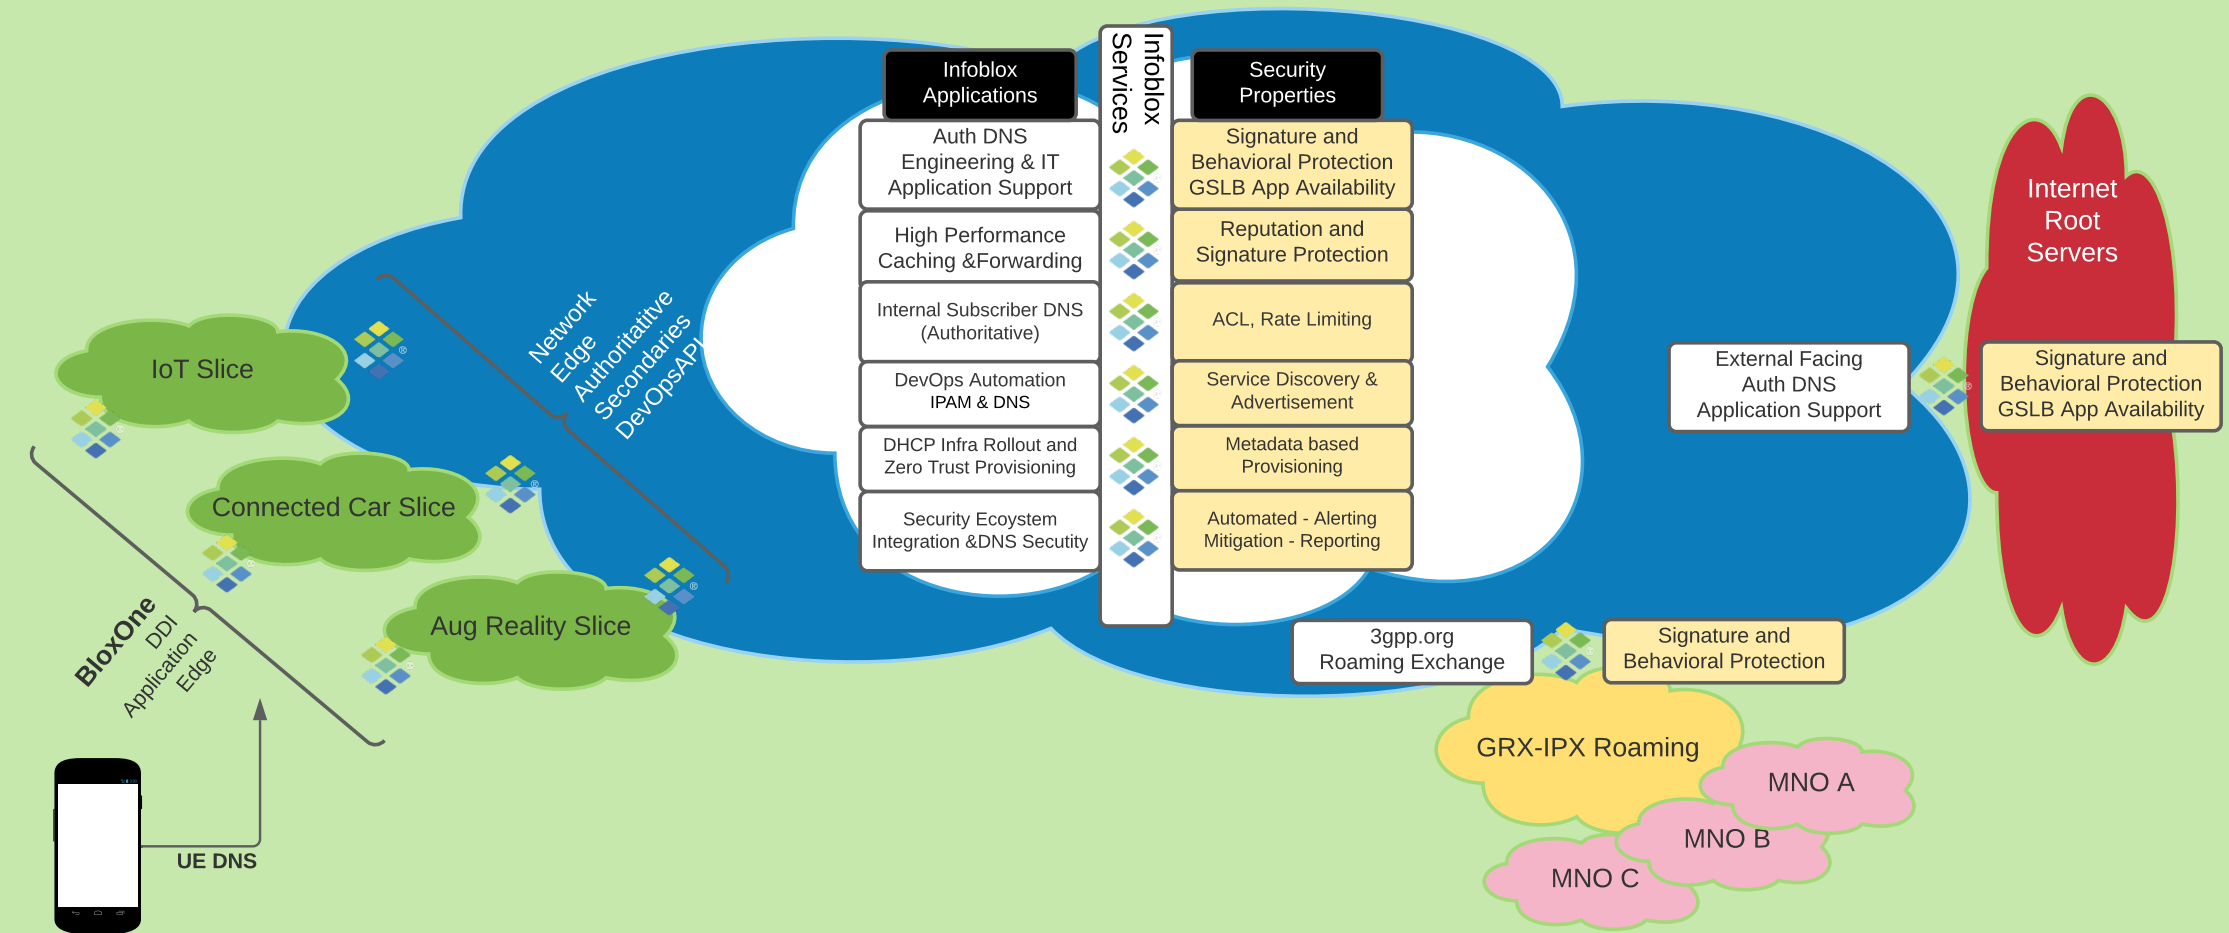 Infoblox
Services
Infoblox
Applications
Security
Properties
Auth DNS
Engineering & IT
Application Support
Signature and
Behavioral Protection
GSLB App Availability
High Performance
Caching &Forwarding
Reputation and
Signature Protection
Internal Subscriber DNS
(Authoritative)
ACL, Rate Limiting
DevOps Automation
IPAM & DNS
Service Discovery &
Advertisement
DHCP Infra Rollout and
Zero Trust Provisioning
Metadata based
Provisioning
Security Ecoystem
Integration &DNS Secutity
Automated - Alerting
Mitigation - Reporting
Network
Edge
Authoritatitve
Secondaries
DevOpsAPI
IoT Slice
Connected Car Slice
Aug Reality Slice
BloxOne
DDI
Application
Edge
UE DNS
Internet
Root
Servers
External Facing
Auth DNS
Application Support
Signature and
Behavioral Protection
GSLB App Availability
3gpp.org
Roaming Exchange
Signature and
Behavioral Protection
GRX-IPX Roaming
MNO A
MNO B
MNO C